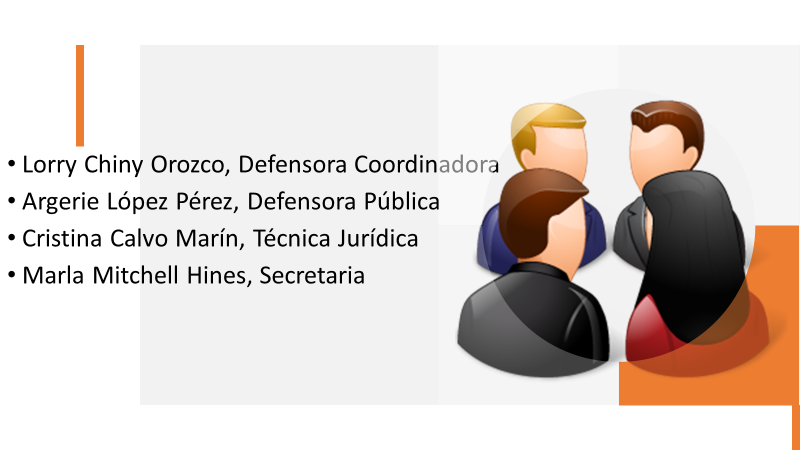 • Lorry Chiny Orozco, Defensora Coordinadora
• Argerie López Pérez, Defensora Pública
• Cristina Calvo Marín, Técnica Jurídica
• Marla Mitchell Hines, Secretaria